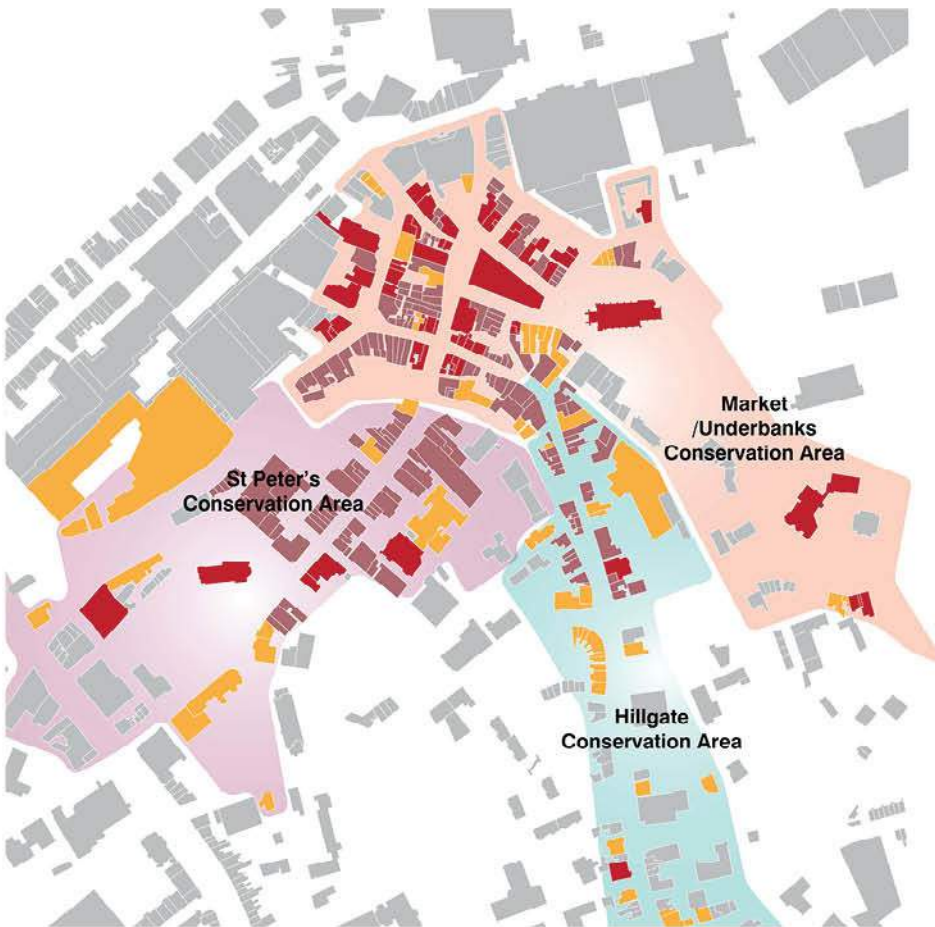 Market
/Underbanks
Conservation Area
St Peter's
Conservation Area
Hillgate
Conservation Area